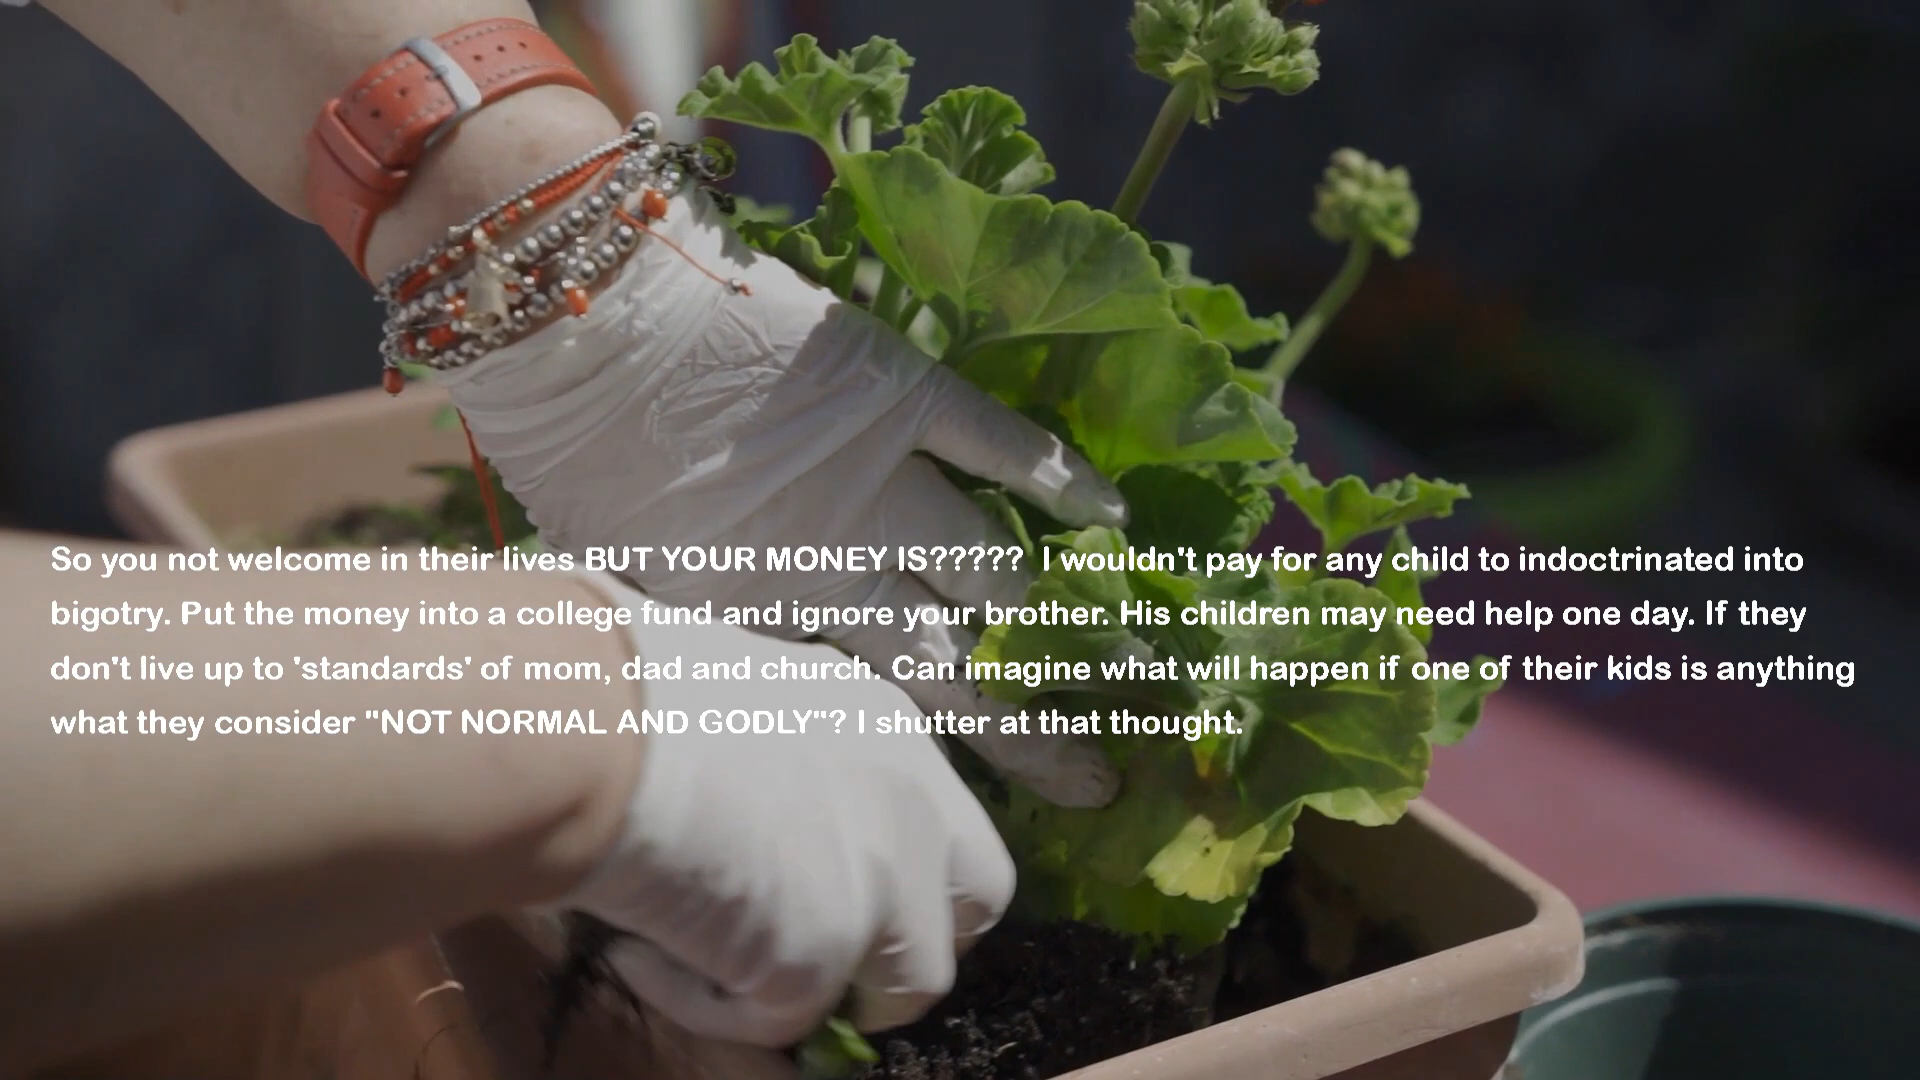 So you not welcome in their lives BUT YOUR MONEY IS?????  I wouldn't pay for any child to indoctrinated into
bigotry. Put the money into a college fund and ignore your brother. His children may need help one day. If they
don't live up to 'standards' of mom, dad and church. Can imagine what will happen if one of their kids is anything
what they consider "NOT NORMAL AND GODLY"? I shutter at that thought.